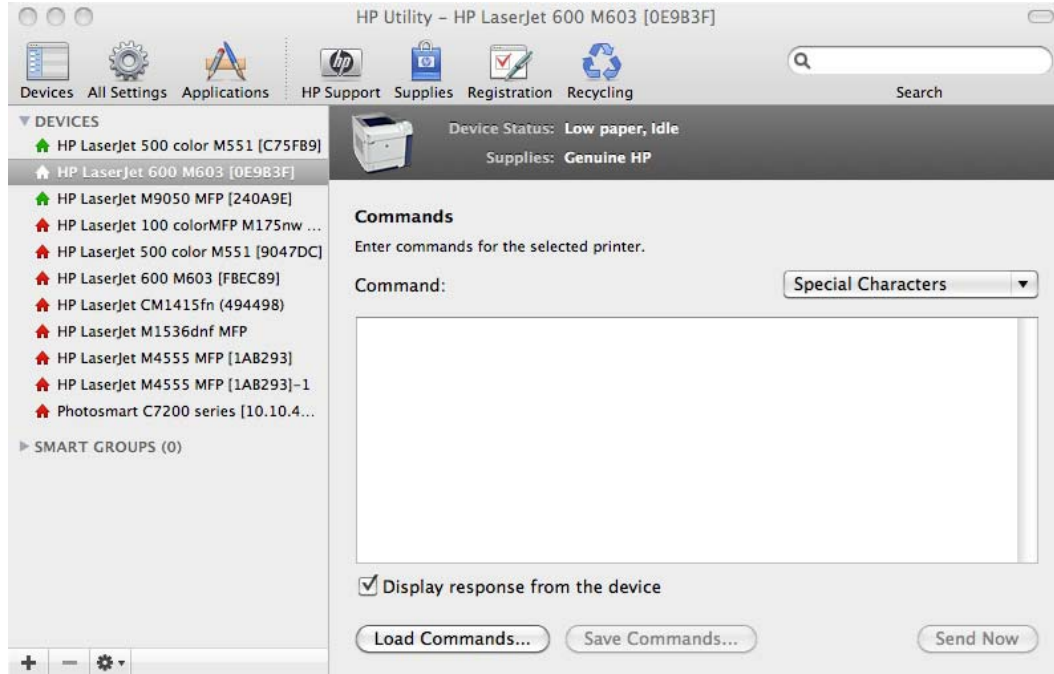 HP Utility – HP LaserJet 600 M603 [0E9B3F]
Devices All Settings Applications HP Support Supplies Registration Recycling Search
DEVICES
HP LaserJet 500 color M551 [C75FB9]
HP LaserJet 600 M603 [0E9B3F]
HP LaserJet M9050 MFP [240A9E]
HP LaserJet 100 colorMFP M175nw ...
HP LaserJet 500 color M551 [9047DC]
HP LaserJet 600 M603 [FBEC89]
HP LaserJet CM1415fn (494498)
HP LaserJet M1536dnf MFP
HP LaserJet M4555 MFP [1AB293]
HP LaserJet M4555 MFP [1AB293]-1
Photosmart C7200 series [10.10.4...
SMART GROUPS (0)
Device Status: Low paper, Idle
Supplies: Genuine HP
Commands
Enter commands for the selected printer.
Command: Special Characters
Display response from the device
Load Commands... Save Commands... Send Now